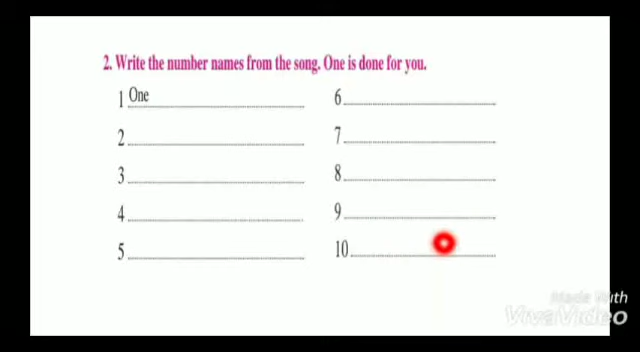 2. Write the number names from the song. One is done for you.
1 One
2
3
4
5
6
7
8
9
10
Made With
VivaVideo